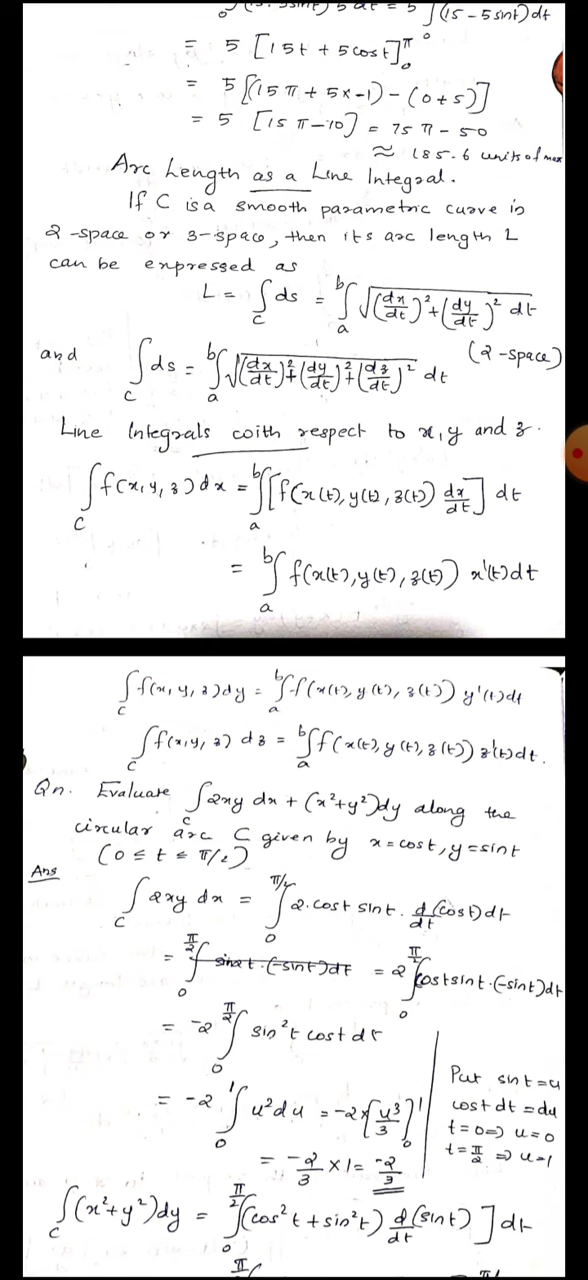 ∫(15 - 5 sint) dt
= 5 [15t + 5cost]₀^π
= 5 [(15π + 5x-1) - (0+5)]
= 5 [15π-10] = 75π - 50
≈ 185.6 units of
Arc Length as a Line Integral.
If C is a smooth parametric curve in
2-space or 3-space, then its arc length L
can be expressed as
L = ∫_C ds = ∫_a^b √((dx/dt)² + (dy/dt)²) dt
(2-space)
and ∫_C ds = ∫_a^b √((dx/dt)² + (dy/dt)² + (dz/dt)²) dt
Line Integrals with respect to x, y and z.
∫_C f(x, y, z) dx = ∫_a^b [f(x(t), y(t), z(t)) dx/dt] dt
= ∫_a^b f(x(t), y(t), z(t)) x'(t) dt
∫_C f(x, y, z) dy = ∫_a^b f(x(t), y(t), z(t)) y'(t) dt
∫_C f(x, y, z) dz = ∫_a^b f(x(t), y(t), z(t)) z'(t) dt.
Qn. Evaluate ∫_C 2xy dx + (x²+y²)dy along the
circular arc C given by x = cost, y = sint
(0 ≤ t ≤ π/2)
Ans
∫_C 2xy dx = ∫_0^{π/2} 2.cost sint. d/dt (cost) dt
= ∫_0^{π/2} sin2t.(-sint)dt = 2 ∫_0^{π/2} cost sint.(-sint)dt
= -2 ∫_0^{π/2} sin²t cost dt
= -2 ∫_0^1 u² du = -2 × [u³/3]_0^1
= -2/3 × 1 = -2/3
Put sint = u
cost dt = du
t = 0 ⇒ u = 0
t = π/2 ⇒ u = 1
∫_C (x²+y²)dy = ∫_0^{π/2} (cos²t + sin²t) d/dt (sint) ] dt